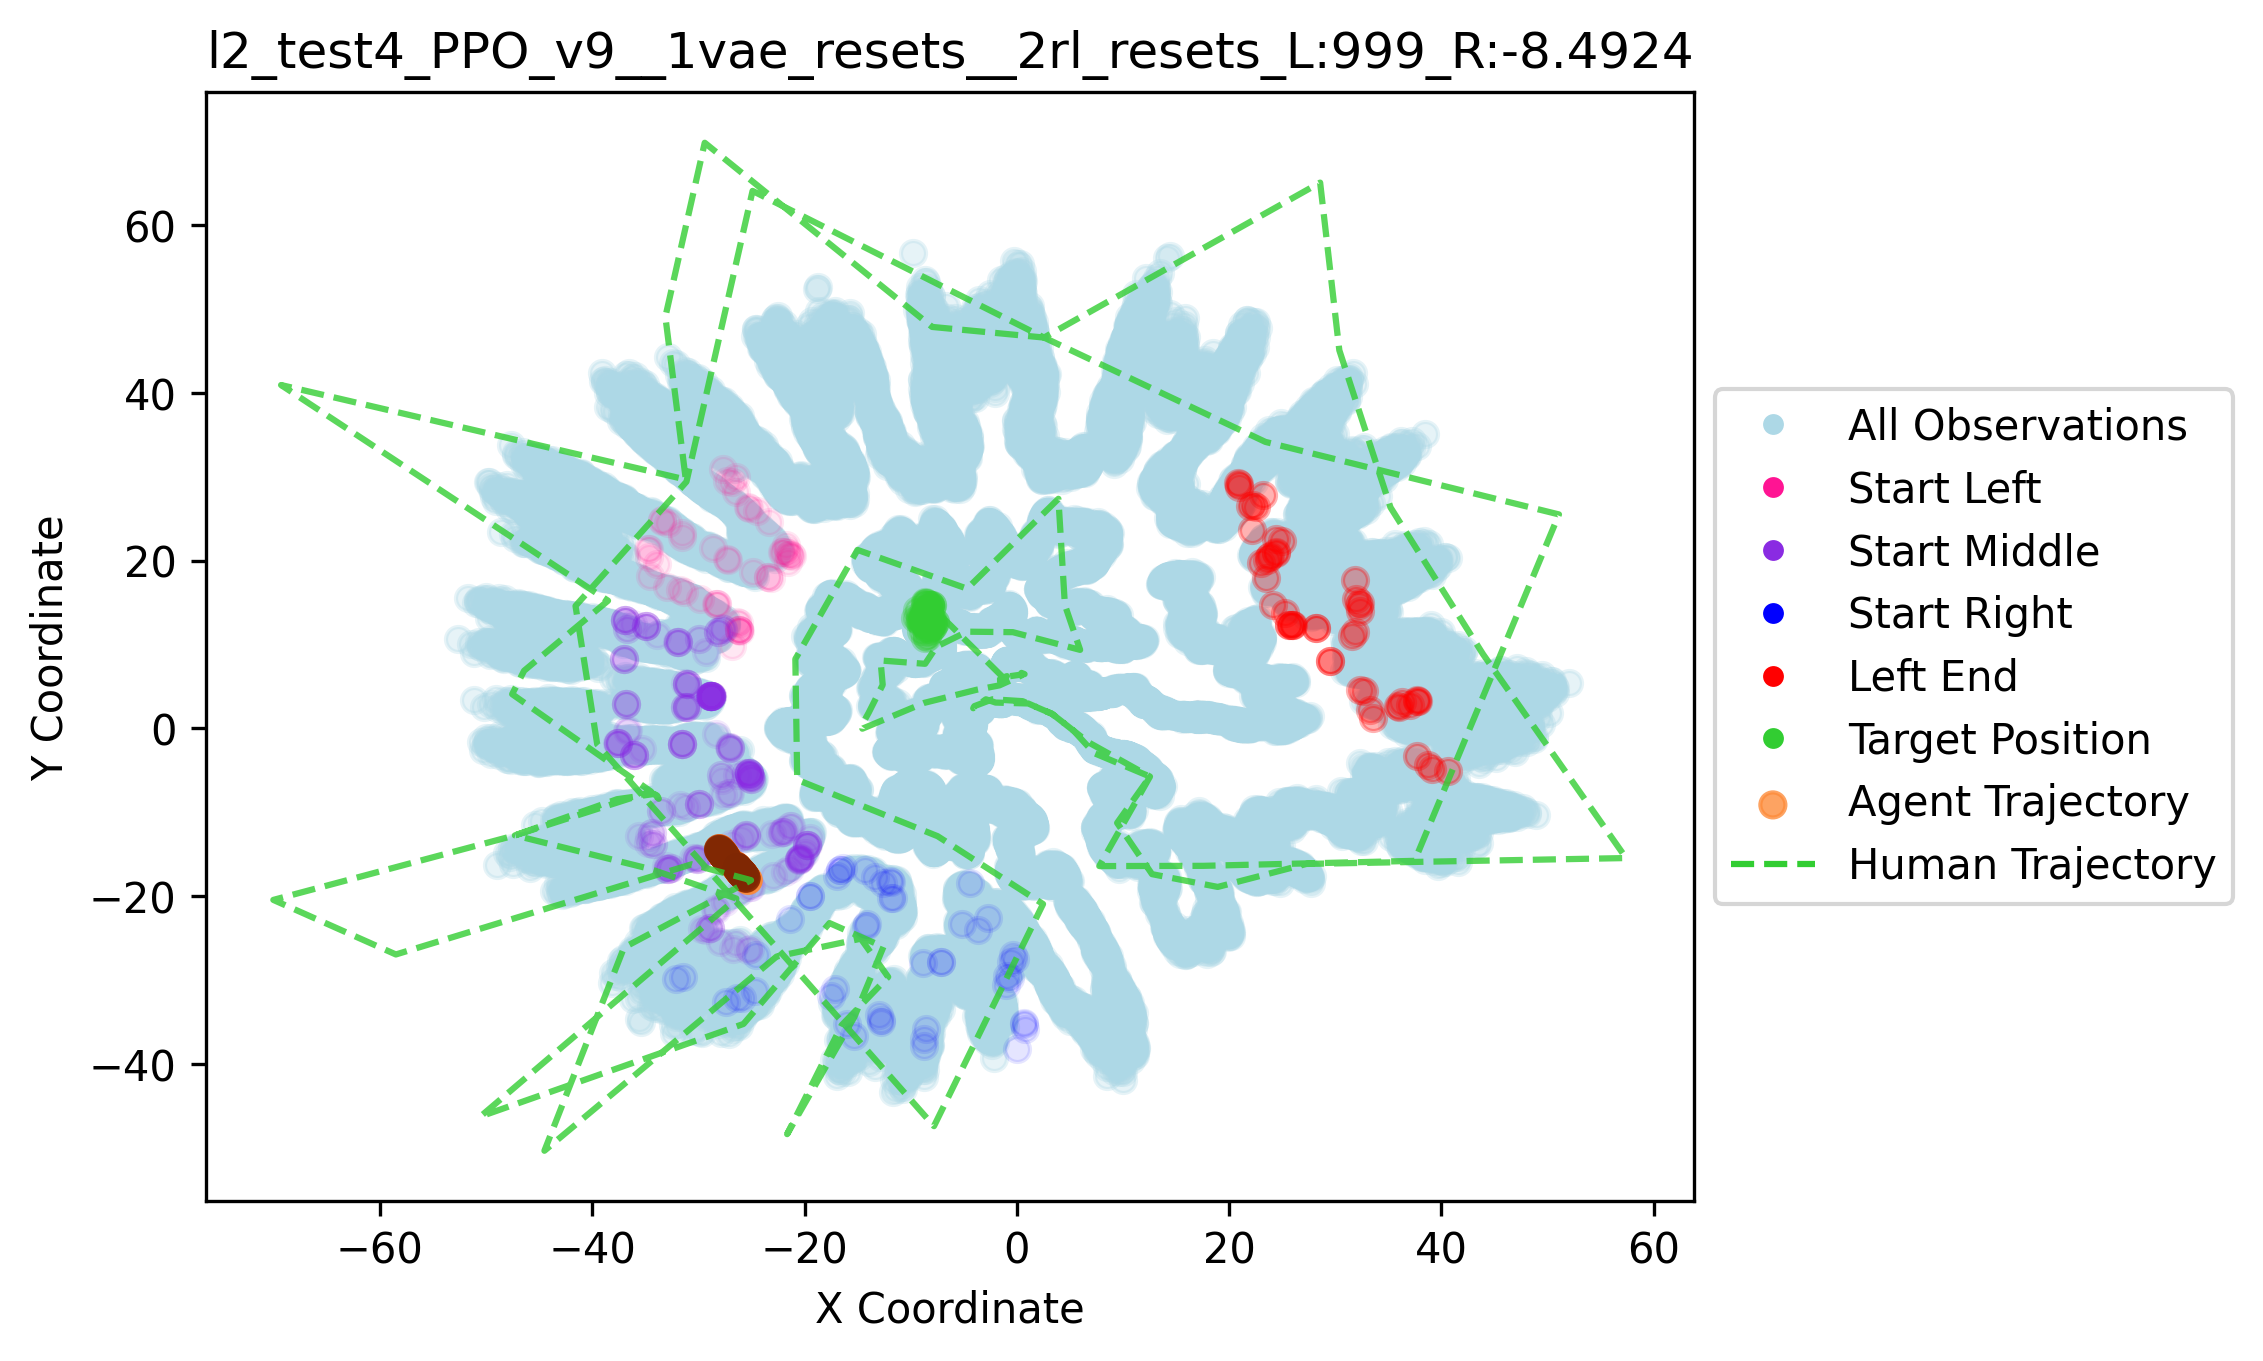 l2_test4_PPO_v9__1vae_resets__2rl_resets_L:999_R:-8.4924
Y Coordinate
60
40
20
0
−20
−40
−60
−40
−20
0
20
40
60
X Coordinate
All Observations
Start Left
Start Middle
Start Right
Left End
Target Position
Agent Trajectory
Human Trajectory